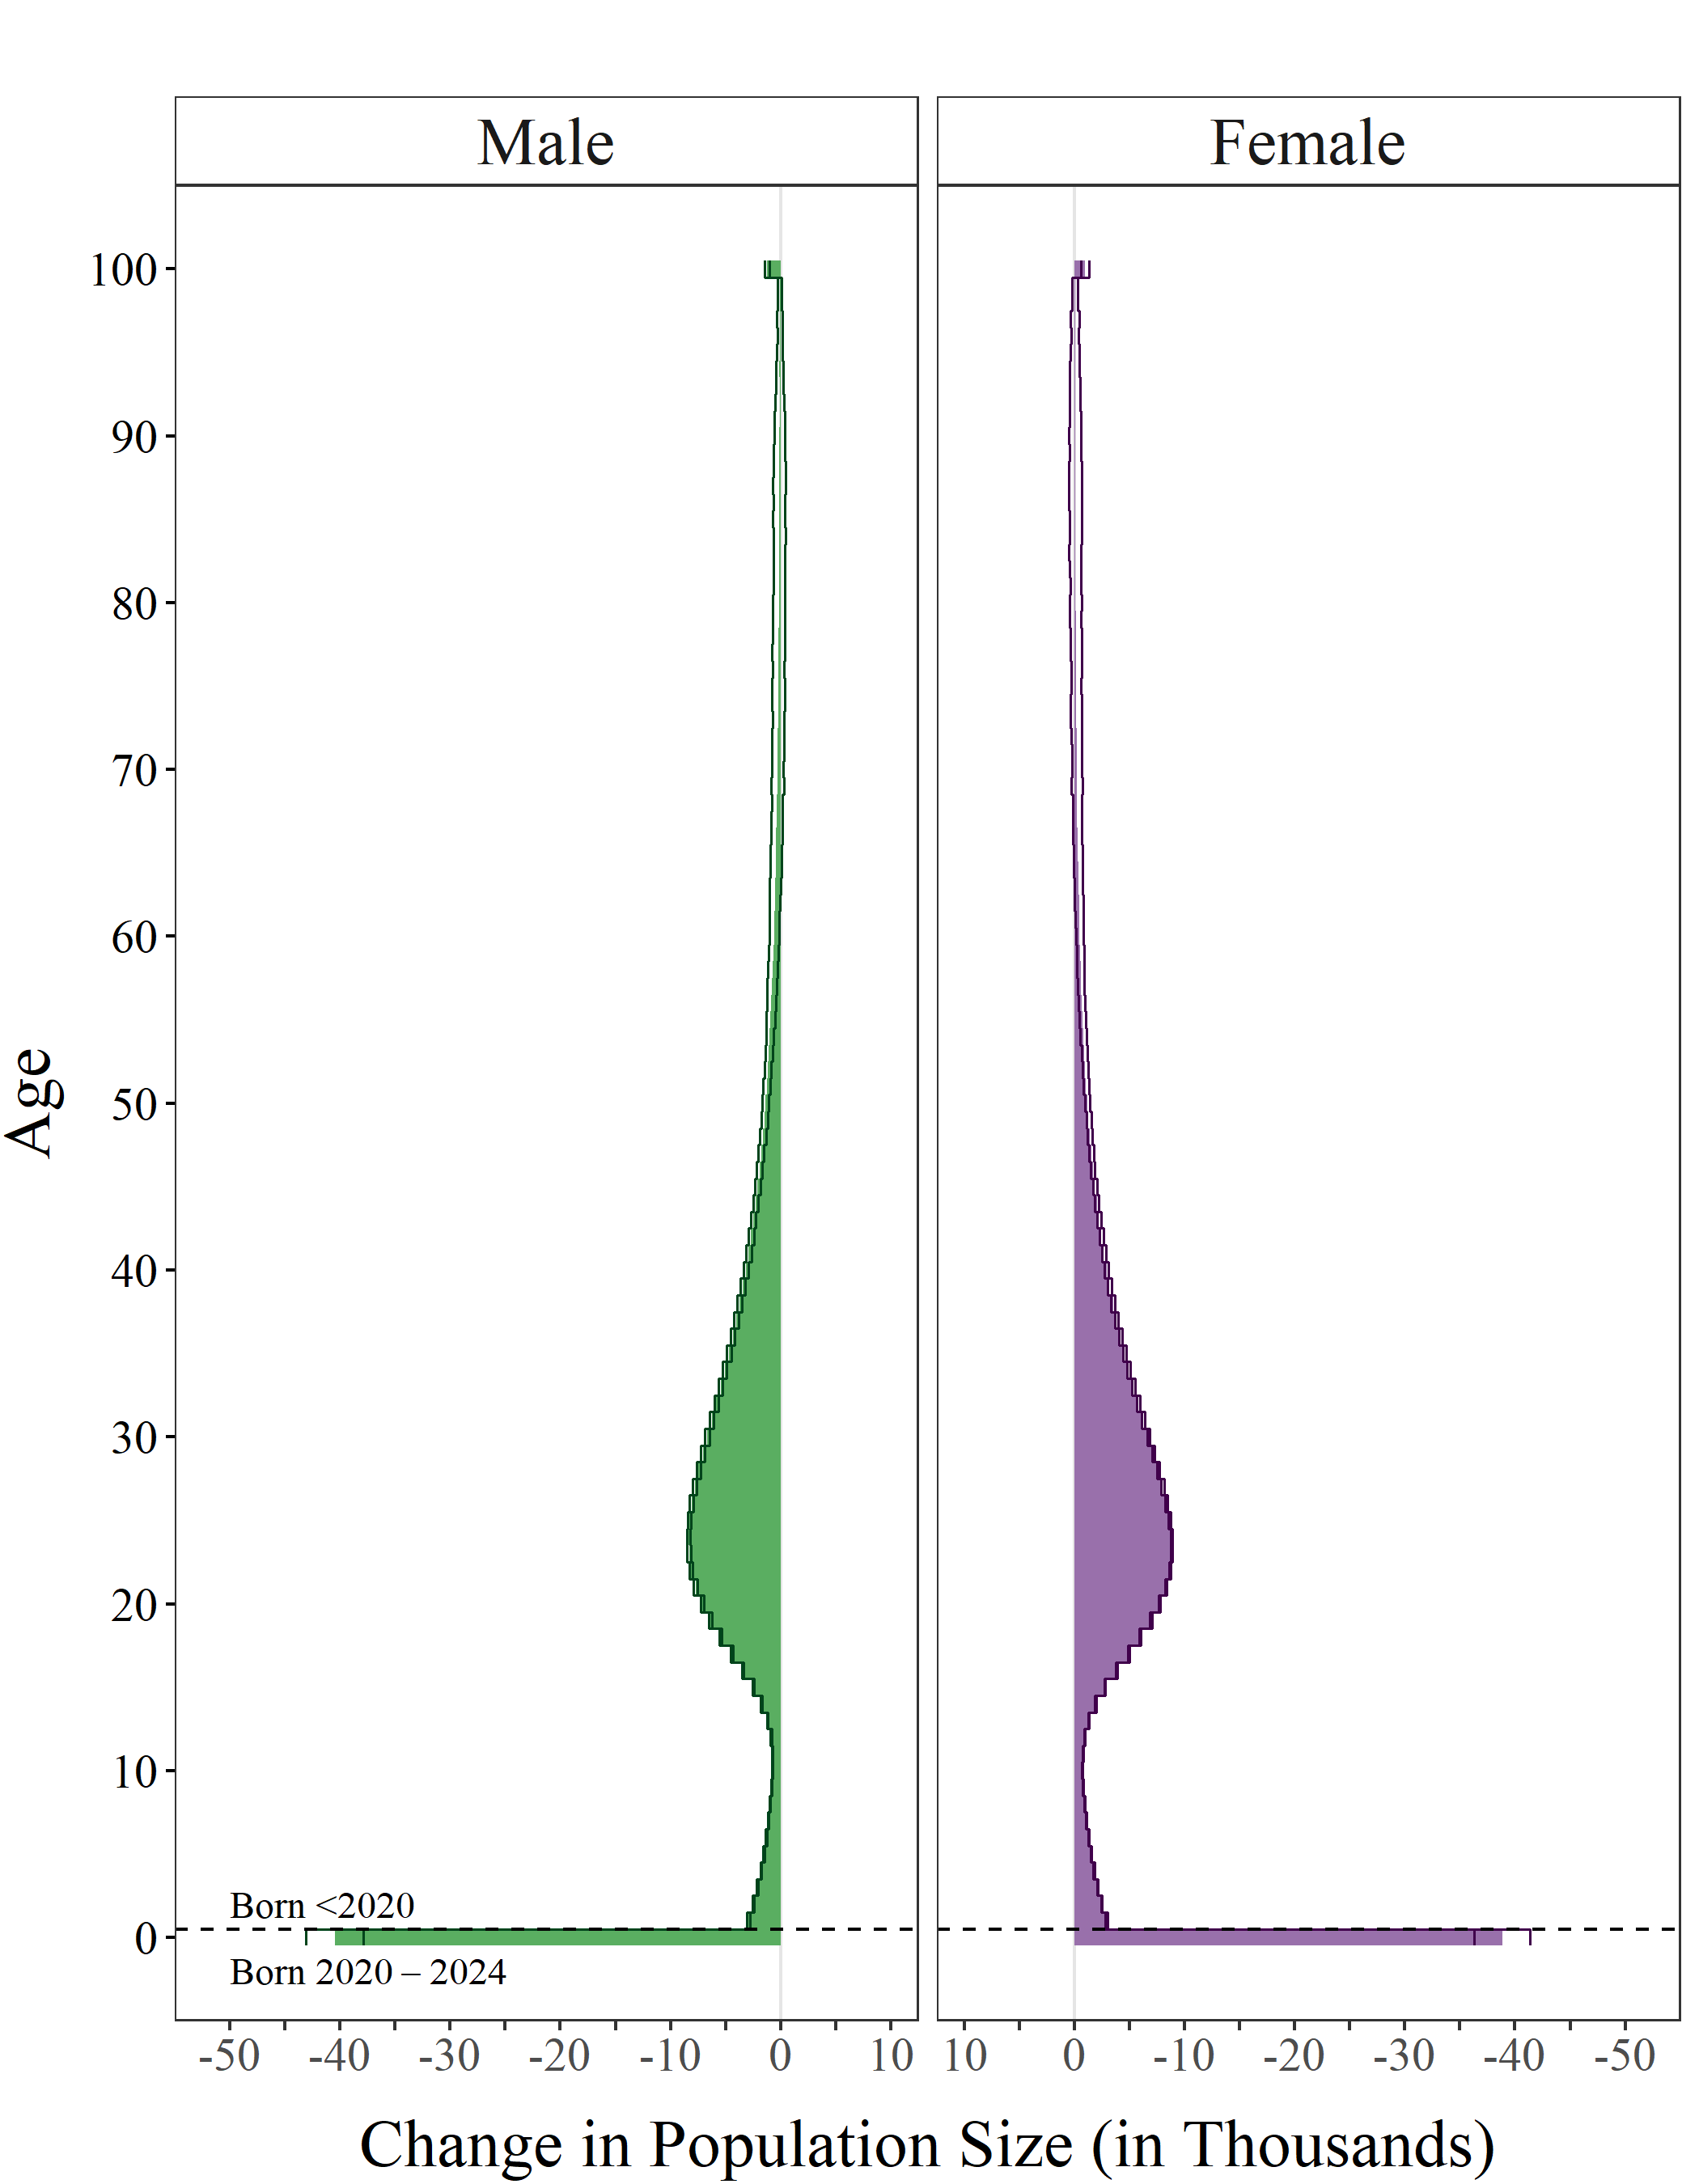 Male
Female
100
90
80
70
60
50
40
30
20
10
0
Age
Born <2020
Born 2020 – 2024
-50 -40 -30 -20 -10 0 10
10 0 -10 -20 -30 -40 -50
Change in Population Size (in Thousands)